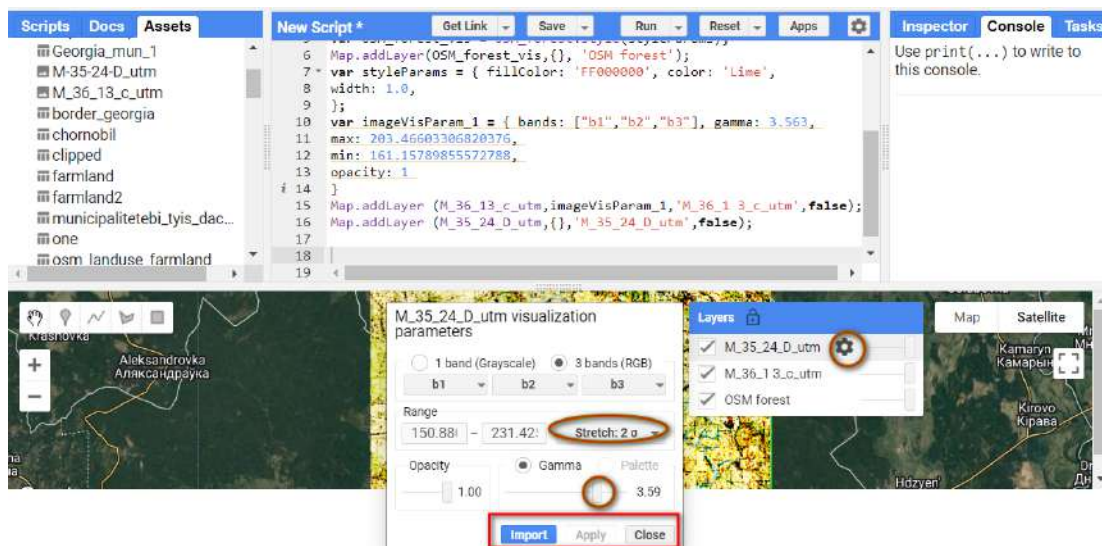 Scripts Docs Assets
Georgia_mun_1
M-35-24-D_utm
M_36_13_c_utm
border_georgia
chornobil
clipped
farmland
farmland2
municipalitetebi_tyis_dac...
one
osm_landuse_farmland
New Script *
Get Link Save Run Reset Apps
6 Map.addLayer(OSM_forest_vis,{}, 'OSM forest');
7 var styleParams = { fillColor: 'FF000000', color: 'Lime',
8 width: 1.0,
9 };
10 var imageVisParam_1 = { bands: ["b1","b2","b3"], gamma: 3.563,
11 max: 203.46603306820376,
12 min: 161.15789855572788,
13 opacity: 1
i 14 }
15 Map.addLayer (M_36_13_c_utm,imageVisParam_1,'M_36_1 3_c_utm',false);
16 Map.addLayer (M_35_24_D_utm,{},'M_35_24_D_utm',false);
17
18
19
Inspector Console Tasks
Use print(...) to write to
this console.
Krashovka
Aleksandrovka
Аляксандраўка
+
−
M_35_24_D_utm visualization
parameters
1 band (Grayscale) 3 bands (RGB)
b1 b2 b3
Range
150.88 – 231.42 Stretch: 2 σ
Opacity Gamma Palette
1.00 3.59
Import Apply Close
Layers
M_35_24_D_utm
M_36_1 3_c_utm
OSM forest
Map Satellite
Kamaryn
Камарын
Kirovo
Кірава
Hdzyen'